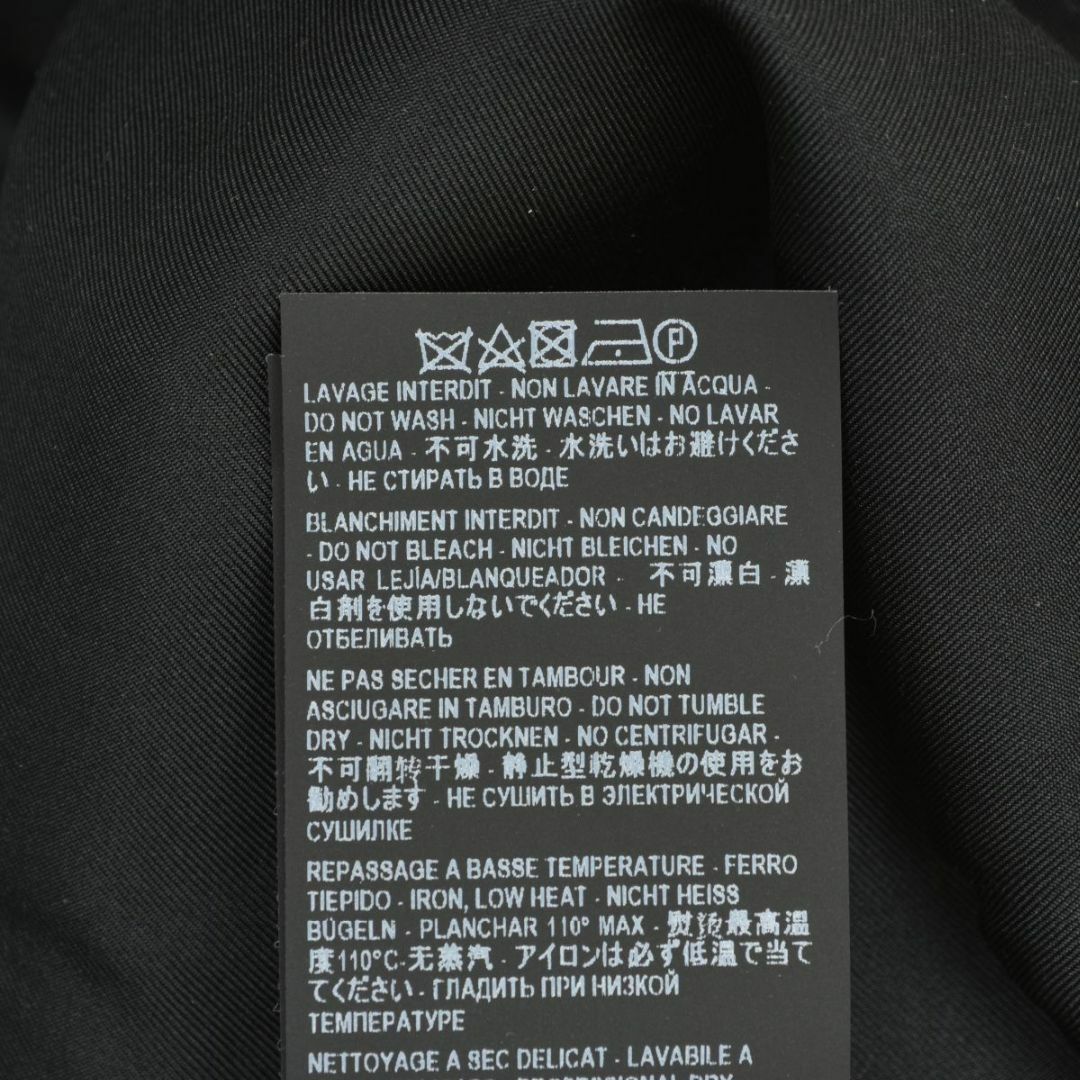 F
LAVAGE INTERDIT - NON LAVARE IN ACQUA -
DO NOT WASH - NICHT WASCHEN - NO LAVAR
EN AGUA - 不可水洗 - 水洗いはお避けくださ
い - НЕ СТИРАТЬ В ВОДЕ
BLANCHIMENT INTERDIT - NON CANDEGGIARE
- DO NOT BLEACH - NICHT BLEICHEN - NO
USAR LEJÍA/BLANQUEADOR - 不可漂白 - 漂
白剤を使用しないでください - НЕ
ОТБЕЛИВАТЬ
NE PAS SECHER EN TAMBOUR - NON
ASCIUGARE IN TAMBURO - DO NOT TUMBLE
DRY - NICHT TROCKNEN - NO CENTRIFUGAR -
不可翻转干燥 - 静止型乾燥機の使用をお
勧めします - НЕ СУШИТЬ В ЭЛЕКТРИЧЕСКОЙ
СУШИЛКЕ
REPASSAGE A BASSE TEMPERATURE - FERRO
TIEPIDO - IRON, LOW HEAT - NICHT HEISS
BÜGELN - PLANCHAR 110° MAX - 熨烫最高温
度110°C-无蒸汽 - アイロンは必ず低温で当て
てください - ГЛАДИТЬ ПРИ НИЗКОЙ
ТЕМПЕРАТУРЕ
NETTOYAGE A SEC DELICAT - LAVABILE A